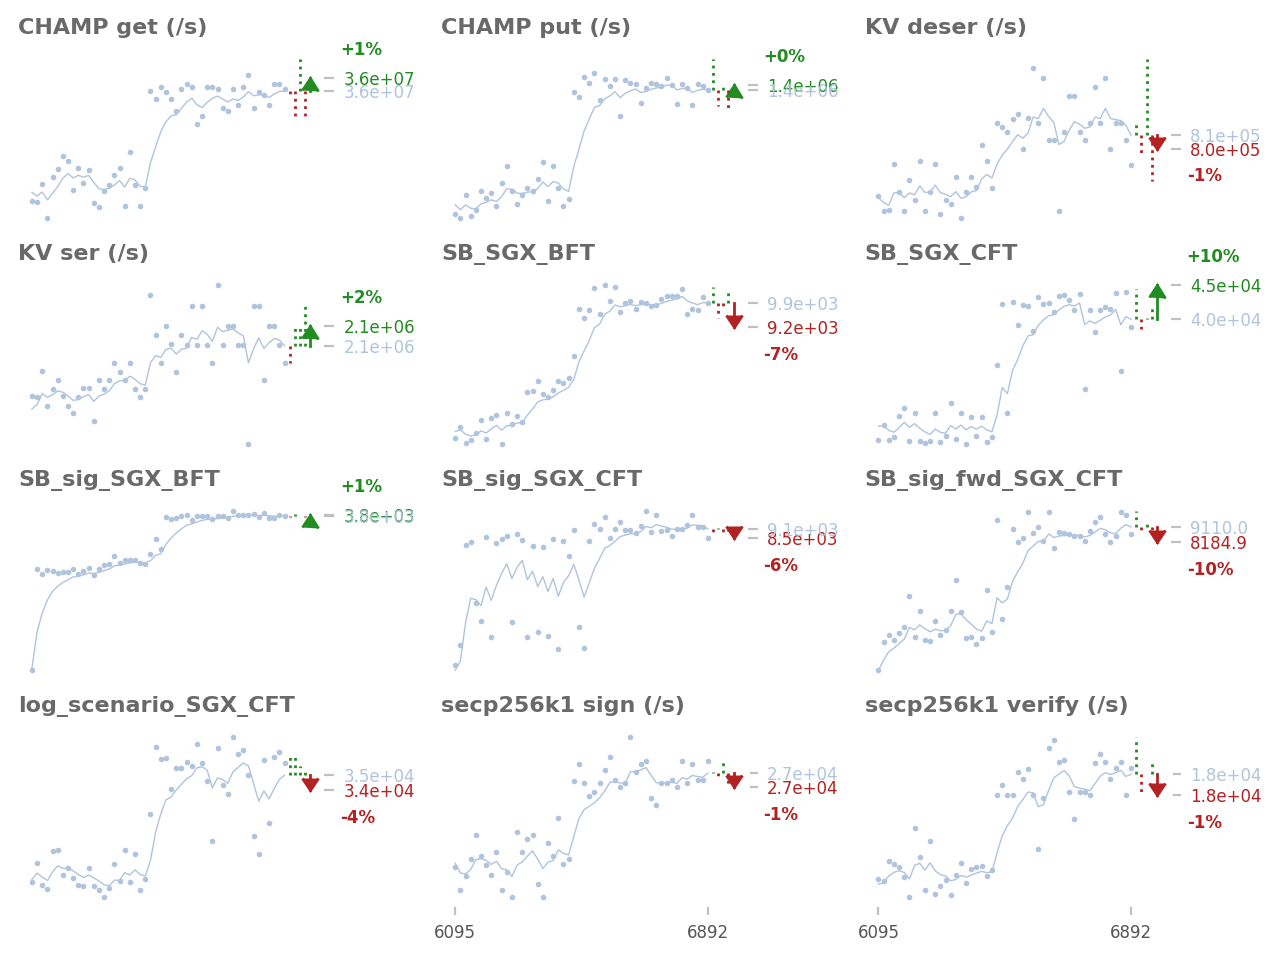 CHAMP get (/s)
+1%
3.6e+07
3.6e+07
CHAMP put (/s)
+0%
1.4e+06
1.4e+06
KV deser (/s)
8.1e+05
8.0e+05
-1%
KV ser (/s)
+2%
2.1e+06
2.1e+06
SB_SGX_BFT
9.9e+03
9.2e+03
-7%
SB_SGX_CFT
+10%
4.5e+04
4.0e+04
SB_sig_SGX_BFT
+1%
3.8e+03
3.8e+03
SB_sig_SGX_CFT
9.1e+03
8.5e+03
-6%
SB_sig_fwd_SGX_CFT
9110.0
8184.9
-10%
log_scenario_SGX_CFT
3.5e+04
3.4e+04
-4%
secp256k1 sign (/s)
2.7e+04
2.7e+04
-1%
6095 6892
secp256k1 verify (/s)
1.8e+04
1.8e+04
-1%
6095 6892